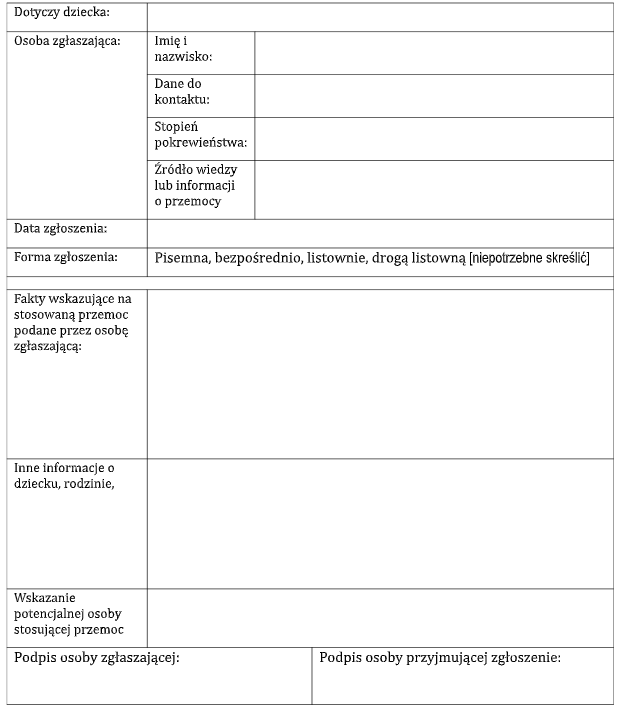 Dotyczy dziecka:
Osoba zgłaszająca:
Imię i
nazwisko:
Dane do
kontaktu:
Stopień
pokrewieństwa:
Źródło wiedzy
lub informacji
o przemocy
Data zgłoszenia:
Forma zgłoszenia:
Pisemna, bezpośrednio, listownie, drogą listowną [niepotrzebne skreślić]
Fakty wskazujące na
stosowaną przemoc
podane przez osobę
zgłaszającą:
Inne informacje o
dziecku, rodzinie,
Wskazanie
potencjalnej osoby
stosującej przemoc
Podpis osoby zgłaszającej:
Podpis osoby przyjmującej zgłoszenie: